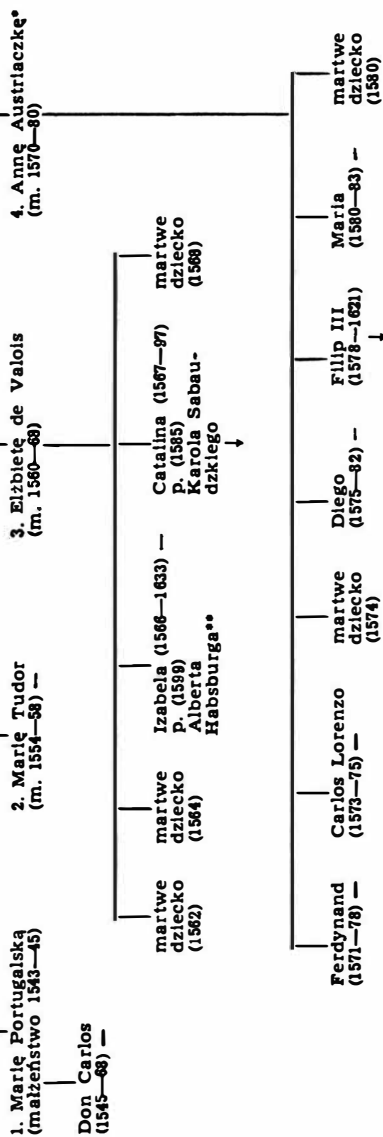 1. Marię Portugalską
(małżeństwo 1543—45)
Don Carlos
(1545—68) —
2. Marię Tudor
(m. 1554—58) —
3. Elżbietę de Valois
(m. 1560—68)
4. Annę Austriaczkę*
(m. 1570—80)
martwe
dziecko
(1562)
martwe
dziecko
(1564)
Izabela (1566—1633) —
p. (1599)
Alberta
Habsburga**
Catalina (1567—97)
p. (1585)
Karola Sabau-
dzkiego
martwe
dziecko
(1568)
Ferdynand
(1571—78) —
Carlos Lorenzo
(1573—75) —
martwe
dziecko
(1574)
Diego
(1575—82) —
Filip III
(1578—1621)
Maria
(1580—83) —
martwe
dziecko
(1580)